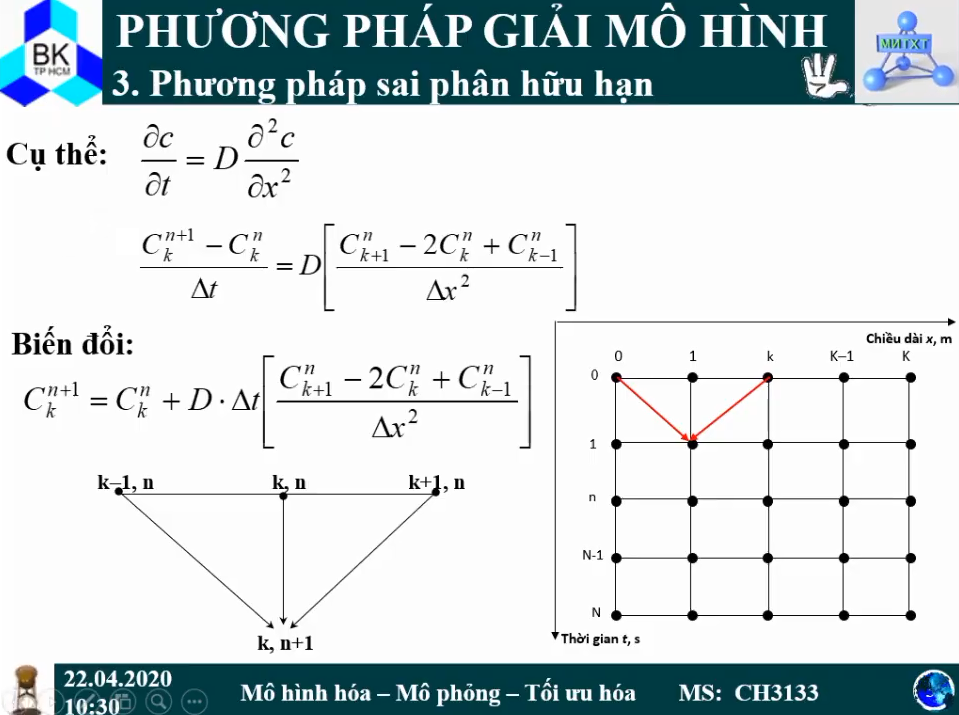 BK
TP HCM
PHƯƠNG PHÁP GIẢI MÔ HÌNH
3. Phương pháp sai phân hữu hạn
МИТХТ
Cụ thể: ∂c/∂t = D ∂²c/∂x²
(C_k^{n+1} − C_k^n)/Δt = D[(C_{k+1}^n − 2C_k^n + C_{k−1}^n)/Δx²]
Biến đổi:
C_k^{n+1} = C_k^n + D · Δt[(C_{k+1}^n − 2C_k^n + C_{k−1}^n)/Δx²]
k–1, n k, n k+1, n
k, n+1
Chiều dài x, m
0 1 k K–1 K
0
1
n
N-1
N
Thời gian t, s
22.04.2020
10:30
Mô hình hóa – Mô phỏng – Tối ưu hóa MS: CH3133